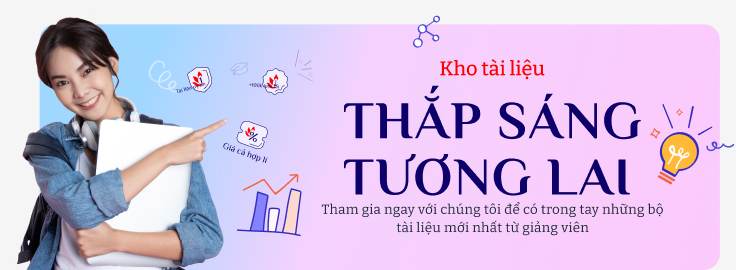 Kho tài liệu
THẮP SÁNG
TƯƠNG LAI
Tham gia ngay với chúng tôi để có trong tay những bộ
tài liệu mới nhất từ giảng viên
Giá cả hợp lí